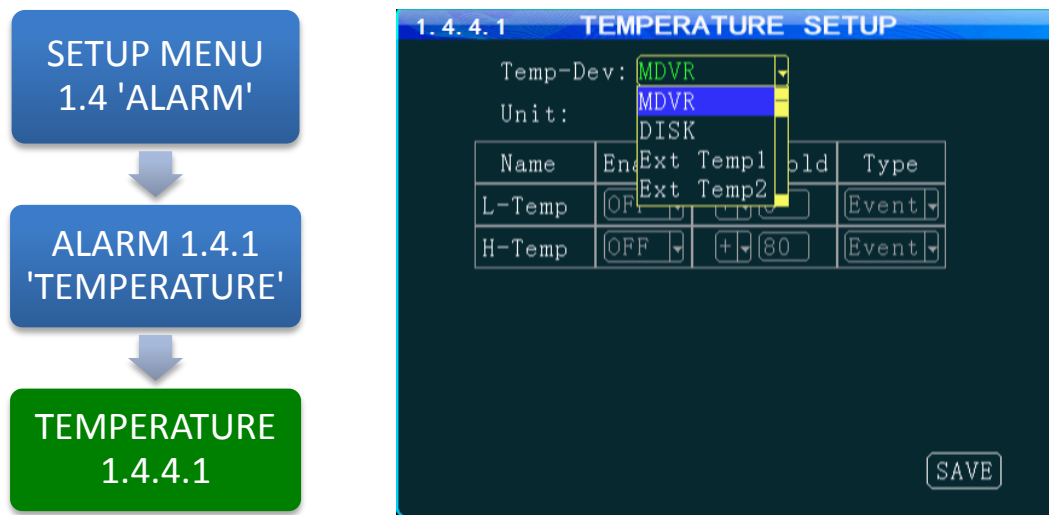 SETUP MENU
1.4 'ALARM'
ALARM 1.4.1
'TEMPERATURE'
TEMPERATURE
1.4.4.1
1.4.4.1 TEMPERATURE SETUP
Temp-Dev: MDVR
MDVR
DISK
Ext Temp1
Ext Temp2
Unit:
Name Type
L-Temp Event
H-Temp OFF + 80 Event
SAVE